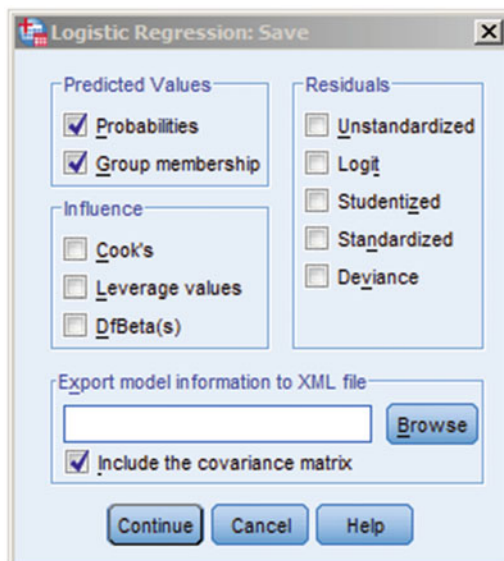 Logistic Regression: Save
Predicted Values
Probabilities
Group membership
Influence
Cook's
Leverage values
DfBeta(s)
Residuals
Unstandardized
Logit
Studentized
Standardized
Deviance
Export model information to XML file
Browse
Include the covariance matrix
Continue Cancel Help